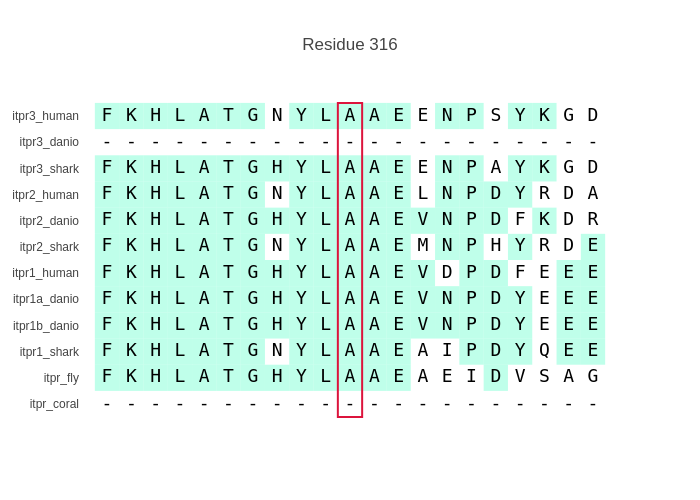 Residue 316
itpr3_human F K H L A T G N Y L A A E E N P S Y K G D
itpr3_danio - - - - - - - - - - - - - - - - - - - - -
itpr3_shark F K H L A T G H Y L A A E E N P A Y K G D
itpr2_human F K H L A T G N Y L A A E L N P D Y R D A
itpr2_danio F K H L A T G H Y L A A E V N P D F K D R
itpr2_shark F K H L A T G N Y L A A E M N P H Y R D E
itpr1_human F K H L A T G H Y L A A E V D P D F E E E
itpr1a_danio F K H L A T G H Y L A A E V N P D Y E E E
itpr1b_danio F K H L A T G H Y L A A E V N P D Y E E E
itpr1_shark F K H L A T G N Y L A A E A I P D Y Q E E
itpr_fly F K H L A T G H Y L A A E A E I D V S A G
itpr_coral - - - - - - - - - - - - - - - - - - - - -